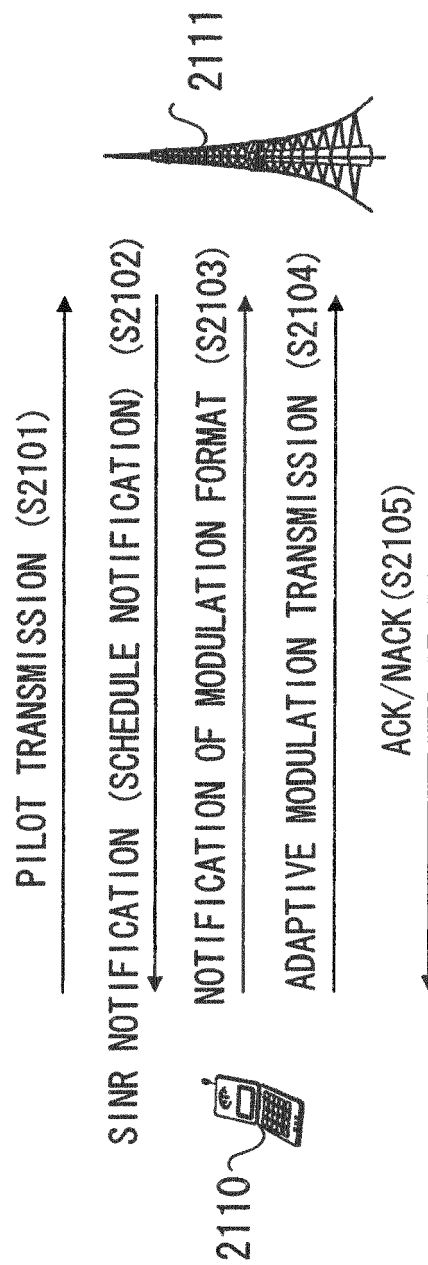 PILOT TRANSMISSION (S2101)
SINR NOTIFICATION (SCHEDULE NOTIFICATION) (S2102)
NOTIFICATION OF MODULATION FORMAT (S2103)
ADAPTIVE MODULATION TRANSMISSION (S2104)
ACK/NACK(S2105)
2110
2111